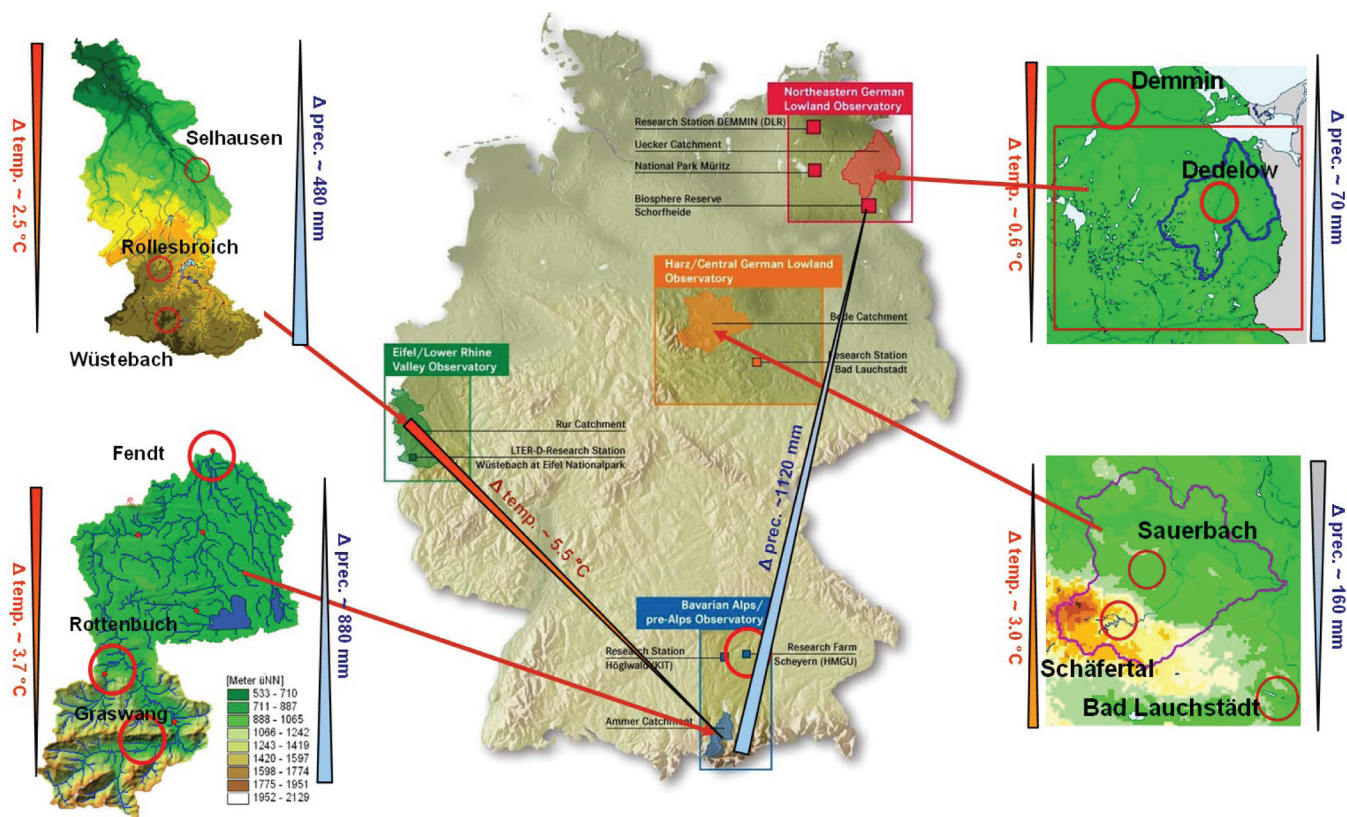 Δ temp. ~ 2.5 °C
Selhausen
Rollesbroich
Wüstebach
Δ prec. ~ 480 mm
Northeastern German
Lowland Observatory
Research Station DEMMIN (DLR)
Uecker Catchment
National Park Müritz
Biosphere Reserve
Schorfheide
Harz/Central German Lowland
Observatory
Bode Catchment
Research Station
Bad Lauchstädt
Eifel/Lower Rhine
Valley Observatory
Rur Catchment
LTER-D-Research Station
Wüstebach at Eifel Nationalpark
Δ temp. ~ 5.5 °C
Δ prec. ~1120 mm
Bavarian Alps/
pre-Alps Observatory
Research Station
Höglwald (KIT)
Research Farm
Scheyern (HMGU)
Ammer Catchment
Δ temp. ~ 0.6 °C
Demmin
Dedelow
Δ prec. ~ 70 mm
Δ temp. ~ 3.7 °C
Fendt
Rottenbuch
Graswang
[Meter üNN]
533 - 710
711 - 887
888 - 1065
1066 - 1242
1243 - 1419
1420 - 1597
1598 - 1774
1775 - 1951
1952 - 2129
Δ prec. ~ 880 mm
Δ temp. ~ 3.0 °C
Sauerbach
Schäfertal
Bad Lauchstädt
Δ prec. ~ 160 mm